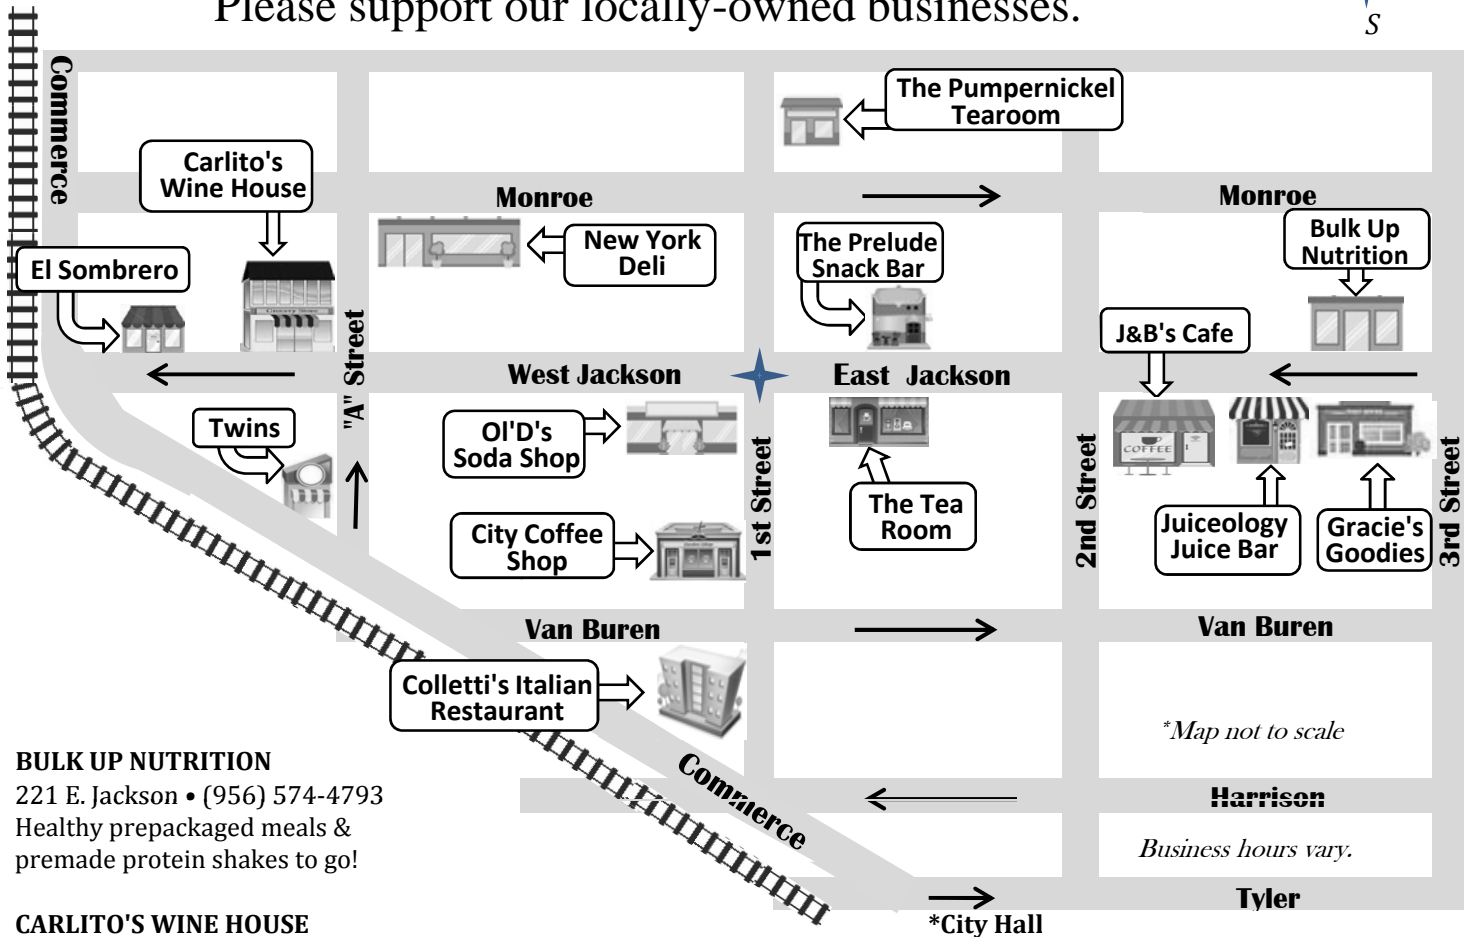 Please support our locally-owned businesses.
S
Commerce
The Pumpernickel
Tearoom
Carlito's
Wine House
Monroe
Monroe
El Sombrero
New York
Deli
The Prelude
Snack Bar
Bulk Up
Nutrition
J&B's Cafe
"A" Street
West Jackson
East Jackson
Twins
Ol'D's
Soda Shop
COFFEE
1st Street
2nd Street
3rd Street
The Tea
Room
City Coffee
Shop
Juiceology
Juice Bar
Gracie's
Goodies
Van Buren
Van Buren
Colletti's Italian
Restaurant
*Map not to scale
Commerce
Harrison
Business hours vary.
Tyler
*City Hall
BULK UP NUTRITION
221 E. Jackson • (956) 574-4793
Healthy prepackaged meals &
premade protein shakes to go!
CARLITO'S WINE HOUSE